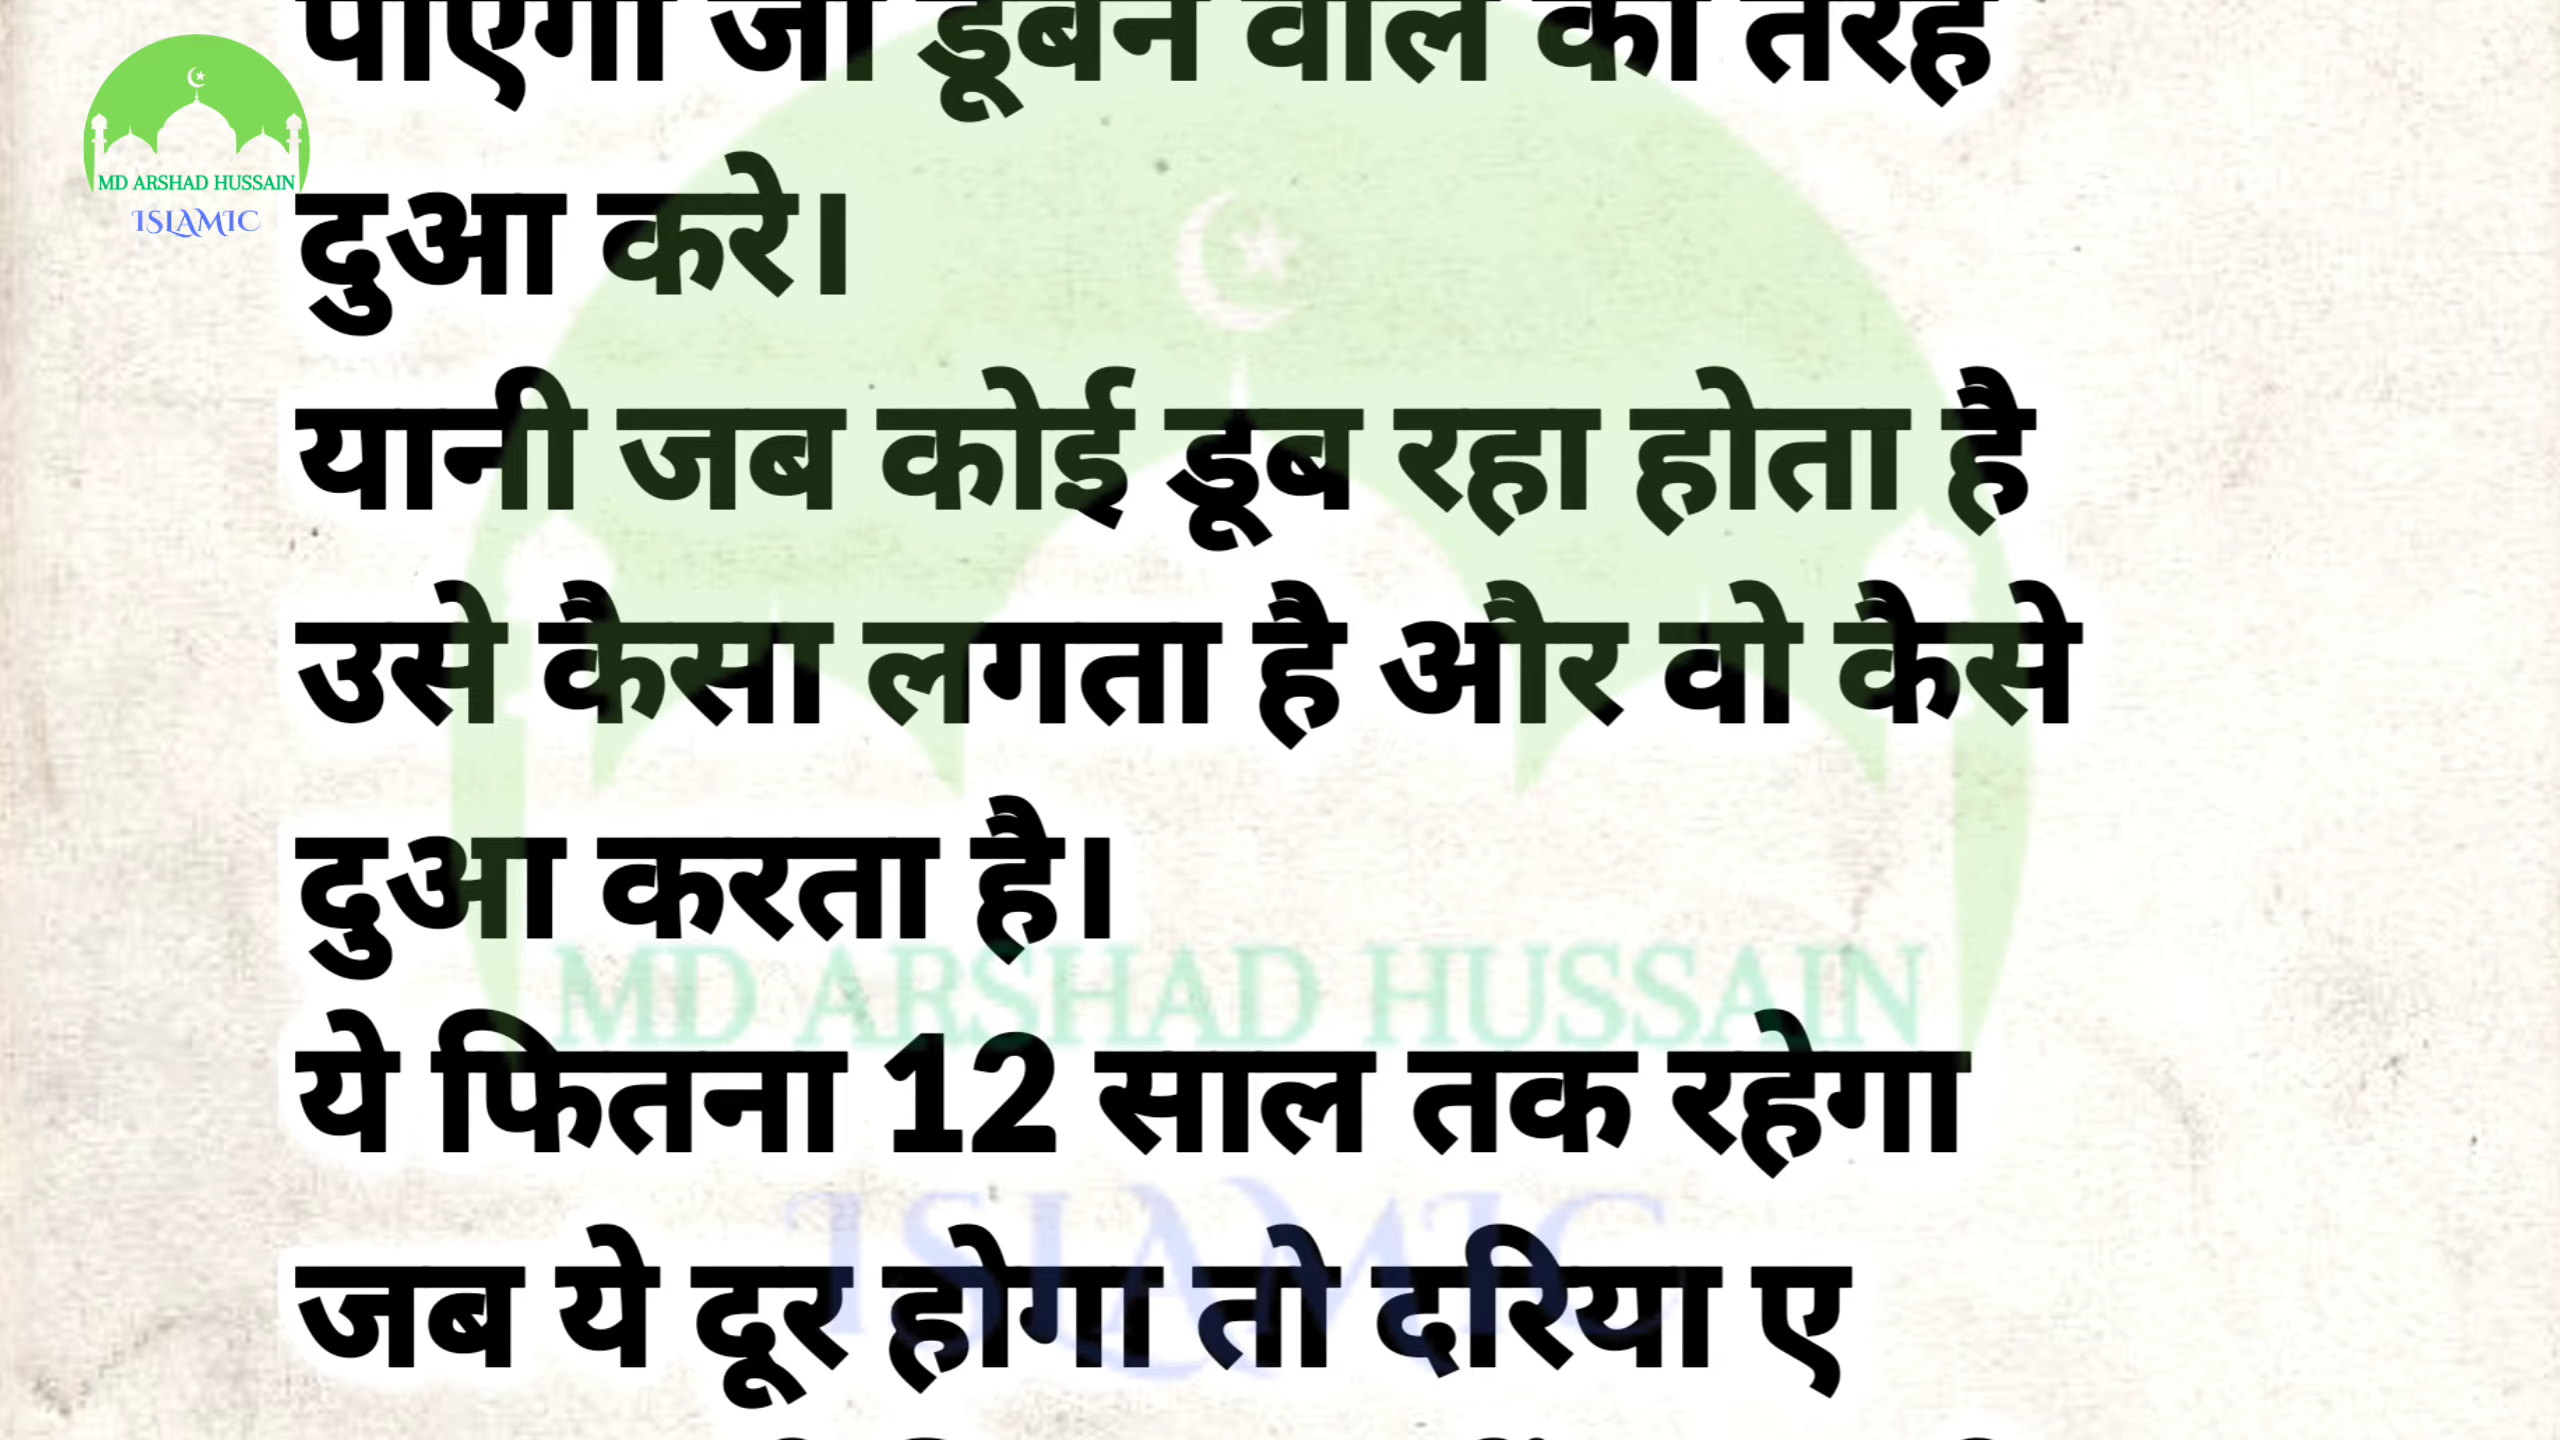 MD ARSHAD HUSSAIN
ISLAMIC
पाएगा जो डूबने वाले की तरह
दुआ करे।
यानी जब कोई डूब रहा होता है
उसे कैसा लगता है और वो कैसे
दुआ करता है।
MD ARSHAD HUSSAIN
ये फितना 12 साल तक रहेगा
ISLAMIC
जब ये दूर होगा तो दरिया ए